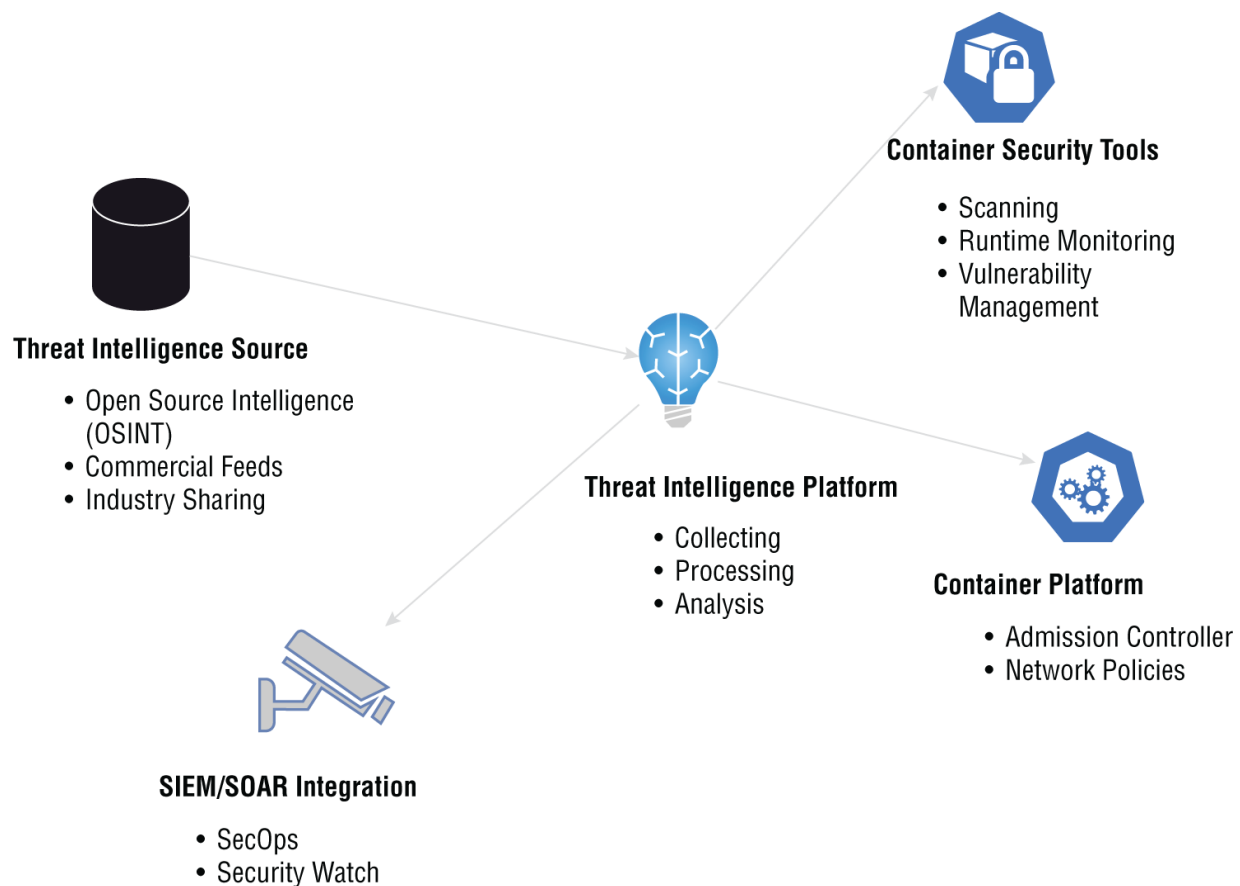 Container Security Tools
• Scanning
• Runtime Monitoring
• Vulnerability
Management
Threat Intelligence Source
• Open Source Intelligence
(OSINT)
• Commercial Feeds
• Industry Sharing
Threat Intelligence Platform
• Collecting
• Processing
• Analysis
Container Platform
• Admission Controller
• Network Policies
SIEM/SOAR Integration
• SecOps
• Security Watch